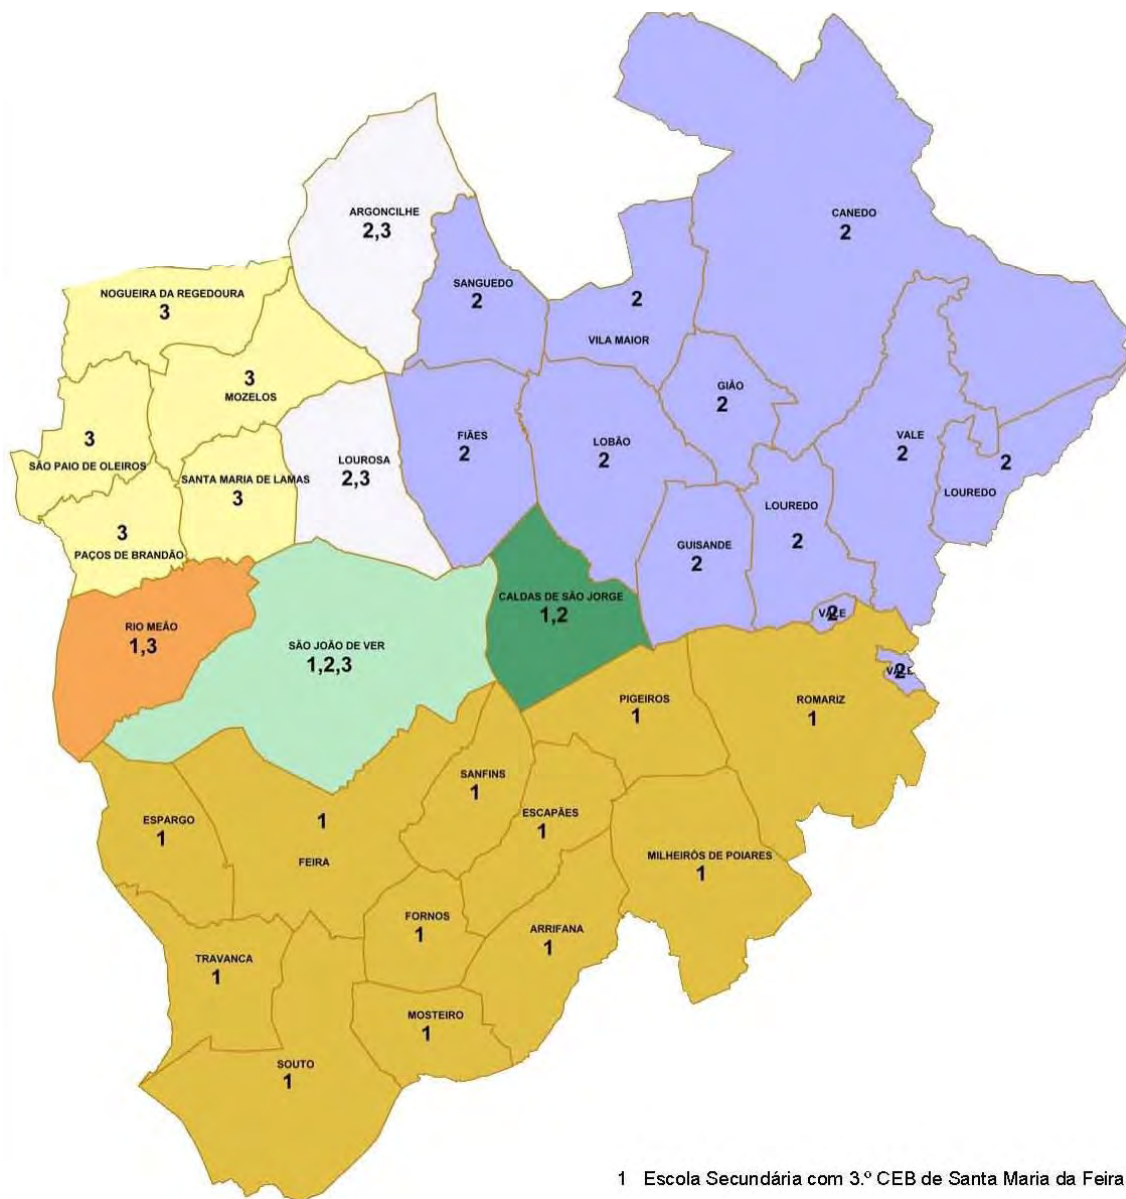 ARGONCILHE
2,3
CANEDO
2
NOGUEIRA DA REGEDOURA
3
SANGUEDO
2
2
VILA MAIOR
3
MOZELOS
GIÃO
2
3
SÃO PAIO DE OLEIROS
SANTA MARIA DE LAMAS
3
LOUROSA
2,3
FIÃES
2
LOBÃO
2
VALE
2
2
LOUREDO
LOUREDO
2
3
PAÇOS DE BRANDÃO
GUISANDE
2
CALDAS DE SÃO JORGE
1,2
VALE
2
RIO MEÃO
1,3
SÃO JOÃO DE VER
1,2,3
VALE
2
PIGEIROS
1
ROMARIZ
1
SANFINS
1
ESPARGO
1
1
FEIRA
ESCAPÃES
1
MILHEIRÓS DE POIARES
1
FORNOS
1
ARRIFANA
1
TRAVANCA
1
MOSTEIRO
1
SOUTO
1
1 Escola Secundária com 3.º CEB de Santa Maria da Feira